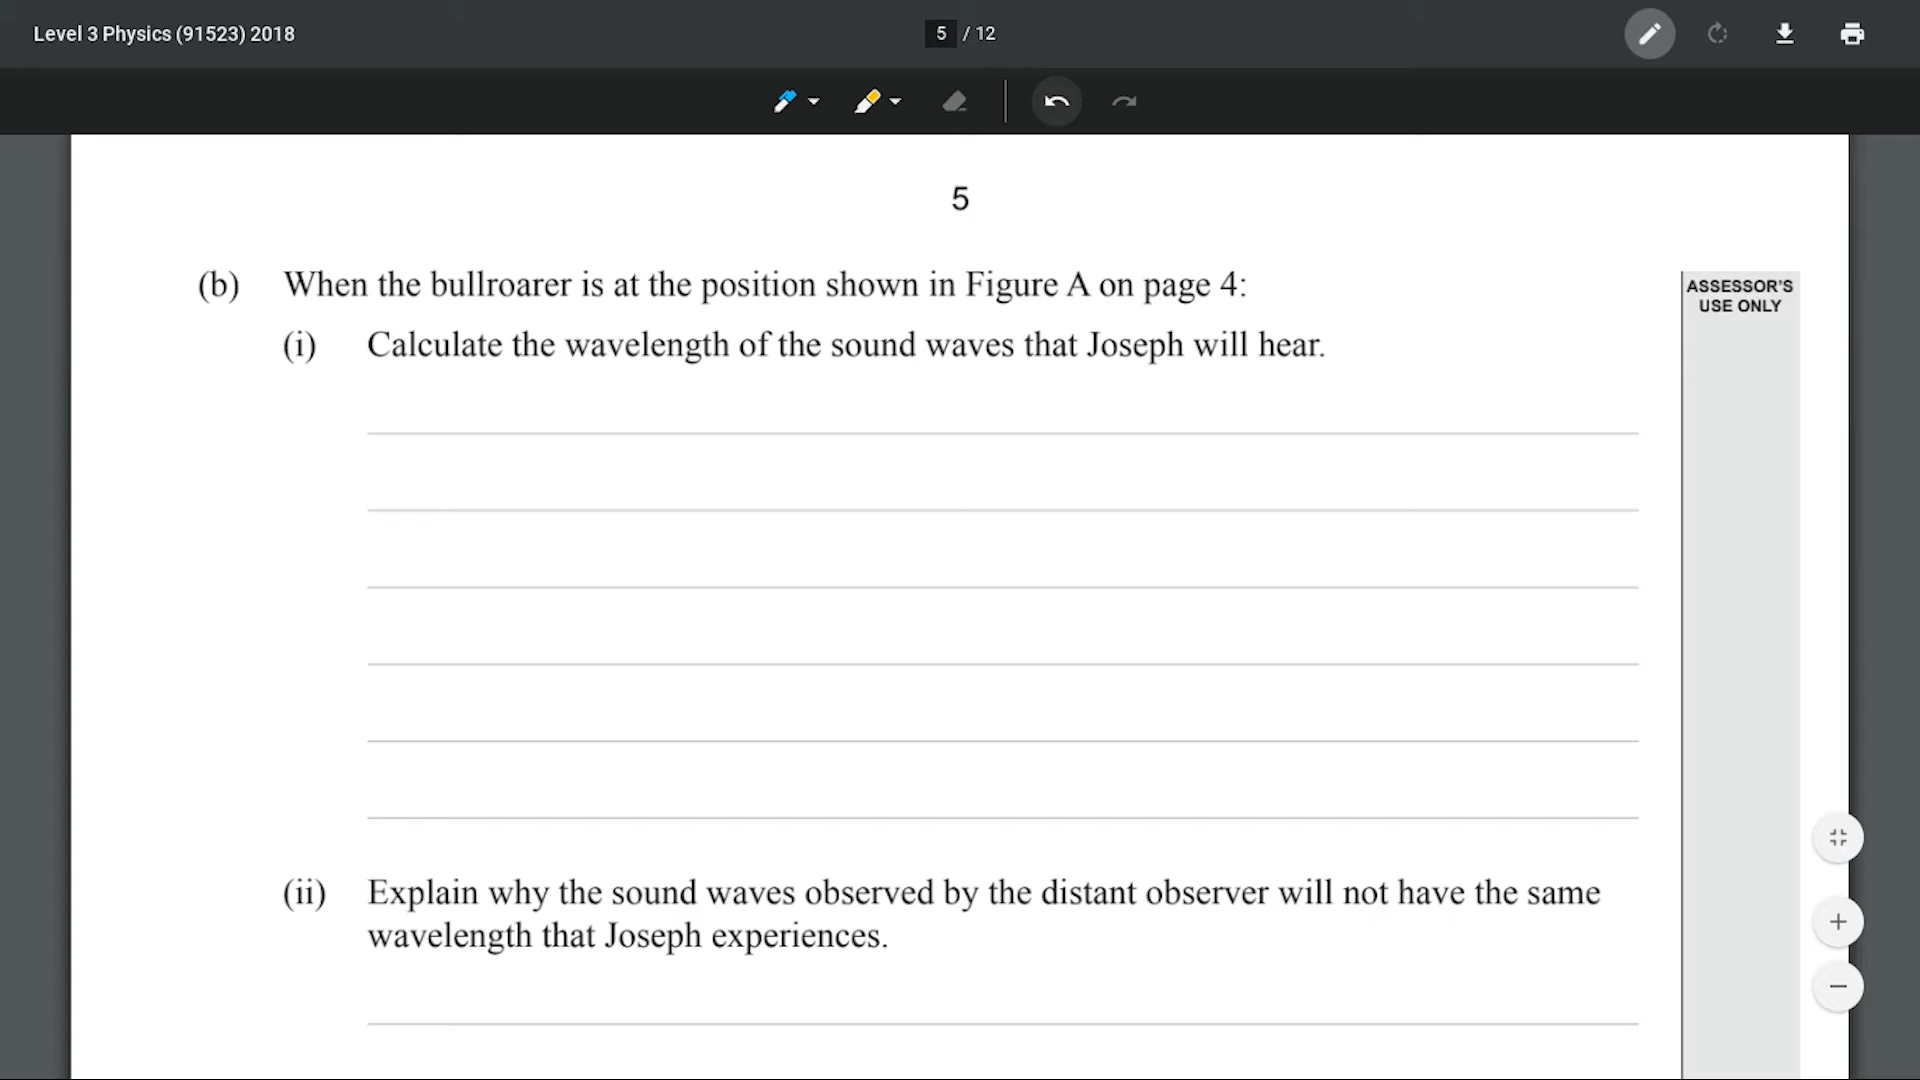 Level 3 Physics (91523) 2018
5 / 12
5
(b) When the bullroarer is at the position shown in Figure A on page 4:
ASSESSOR'S
USE ONLY
(i) Calculate the wavelength of the sound waves that Joseph will hear.
(ii) Explain why the sound waves observed by the distant observer will not have the same
wavelength that Joseph experiences.